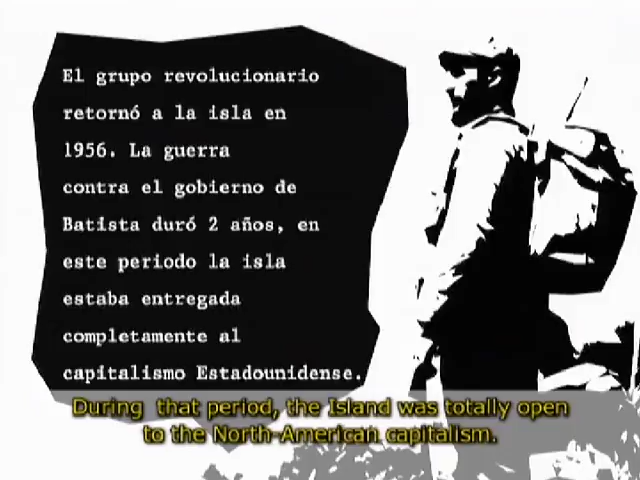 El grupo revolucionario
retornó a la isla en
1956. La guerra
contra el gobierno de
Batista duró 2 años, en
este periodo la isla
estaba entregada
completamente al
capitalismo Estadounidense.
During that period, the Island was totally open
to the North-American capitalism.